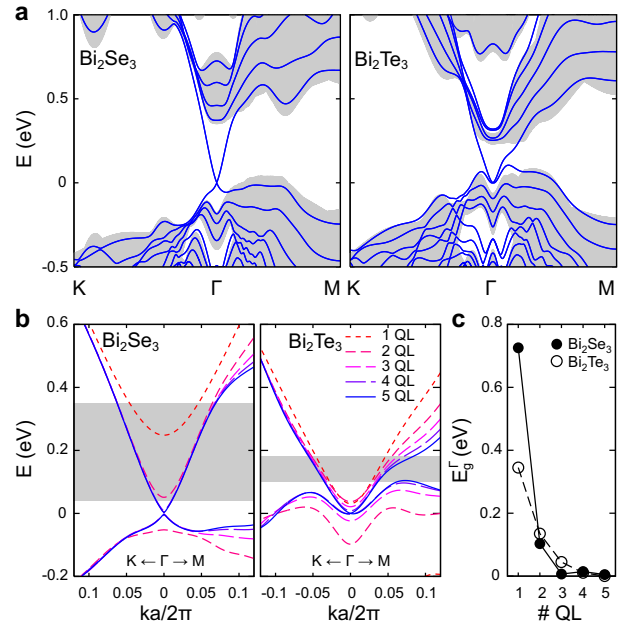 a
Bi₂Se₃
Bi₂Te₃
E (eV)
1.0
0.5
0
-0.5
K
Γ
M
K
Γ
M
b
Bi₂Se₃
Bi₂Te₃
1 QL
2 QL
3 QL
4 QL
5 QL
E (eV)
0.6
0.4
0.2
0
-0.2
K ← Γ → M
K ← Γ → M
0.1
0.05
0
0.05
0.1
0.1
0.05
0
0.05
0.1
ka/2π
ka/2π
c
Bi₂Se₃
Bi₂Te₃
E_g^Γ (eV)
0.8
0.6
0.4
0.2
0
1
2
3
4
5
# QL